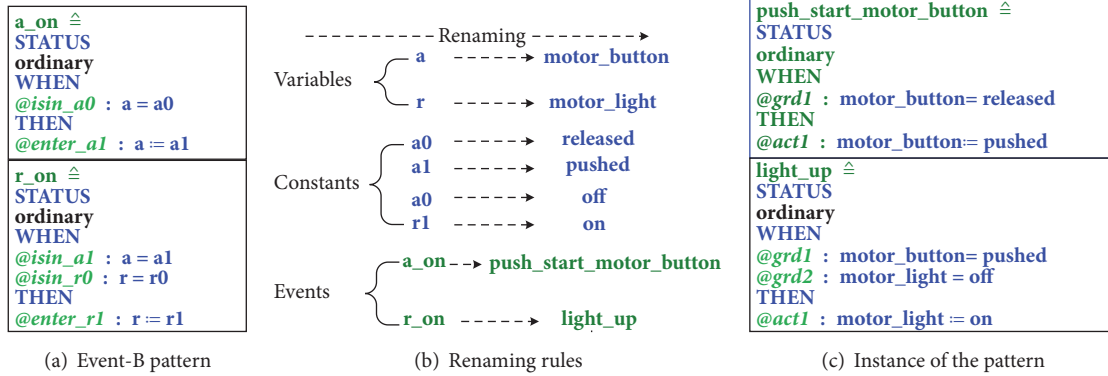 a_on ≙
STATUS
ordinary
WHEN
@isin_a0 : a = a0
THEN
@enter_a1 : a ≔ a1
r_on ≙
STATUS
ordinary
WHEN
@isin_a1 : a = a1
@isin_r0 : r = r0
THEN
@enter_r1 : r ≔ r1
(a) Event-B pattern
Renaming
Variables
a motor_button
r motor_light
Constants
a0 released
a1 pushed
a0 off
r1 on
Events
a_on push_start_motor_button
r_on light_up
(b) Renaming rules
push_start_motor_button ≙
STATUS
ordinary
WHEN
@grd1 : motor_button= released
THEN
@act1 : motor_button≔ pushed
light_up ≙
STATUS
ordinary
WHEN
@grd1 : motor_button= pushed
@grd2 : motor_light = off
THEN
@act1 : motor_light ≔ on
(c) Instance of the pattern